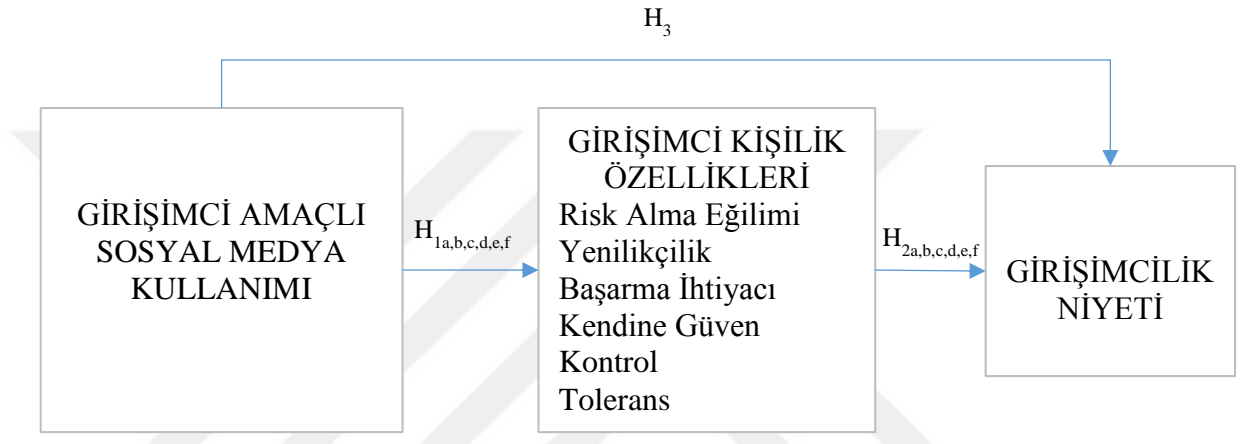 H3
GİRİŞİMCİ AMAÇLI
SOSYAL MEDYA
KULLANIMI
H1a,b,c,d,e,f
GİRİŞİMCİ KİŞİLİK
ÖZELLİKLERİ
Risk Alma Eğilimi
Yenilikçilik
Başarma İhtiyacı
Kendine Güven
Kontrol
Tolerans
H2a,b,c,d,e,f
GİRİŞİMCİLİK
NİYETİ